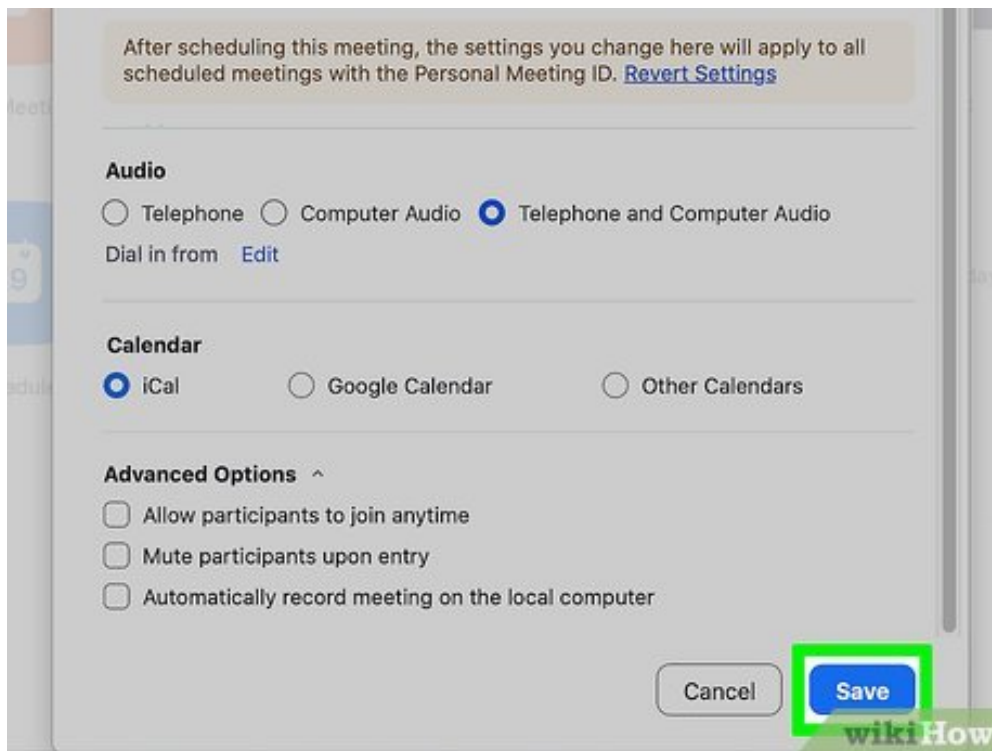 After scheduling this meeting, the settings you change here will apply to all
scheduled meetings with the Personal Meeting ID. Revert Settings
Audio
Telephone Computer Audio Telephone and Computer Audio
Dial in from Edit
9
Calendar
iCal Google Calendar Other Calendars
Advanced Options
Allow participants to join anytime
Mute participants upon entry
Automatically record meeting on the local computer
Cancel Save
wikiHow